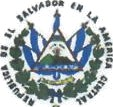 REPUBLICA DE EL SALVADOR EN LA AMERICA CENTRAL